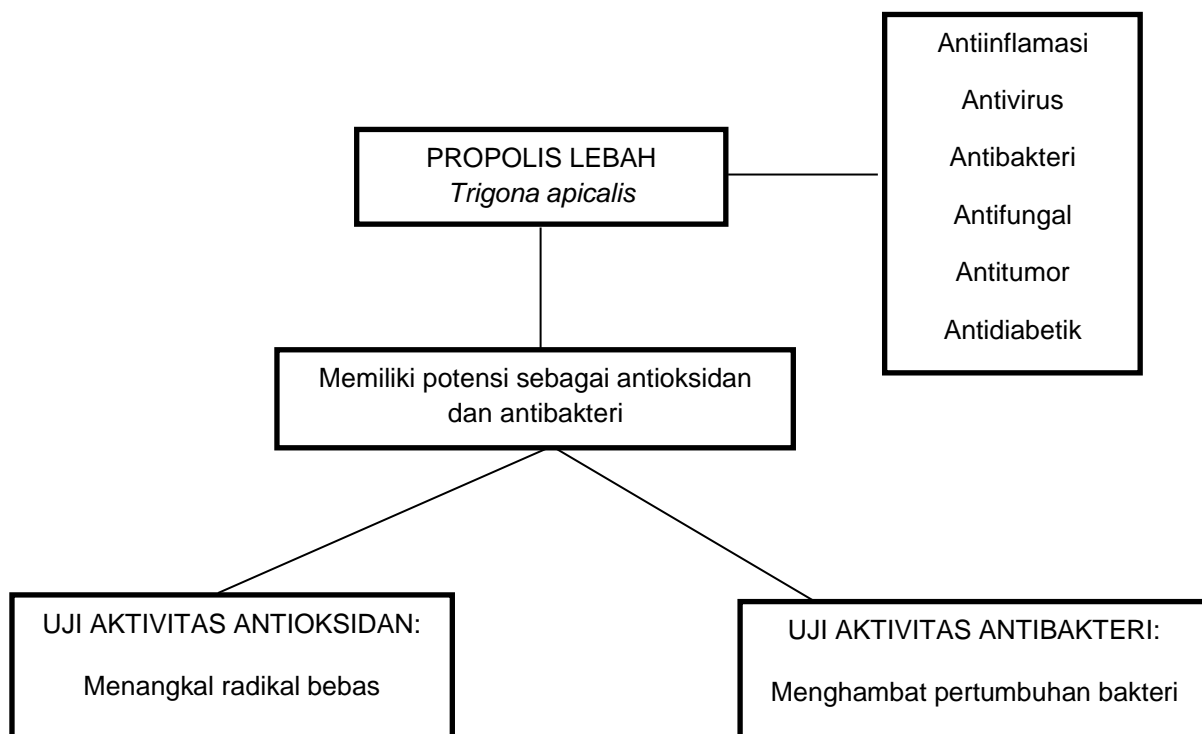 Antiinflamasi
Antivirus
Antibakteri
Antifungal
Antitumor
Antidiabetik
PROPOLIS LEBAH
Trigona apicalis
Memiliki potensi sebagai antioksidan
dan antibakteri
UJI AKTIVITAS ANTIOKSIDAN:
Menangkal radikal bebas
UJI AKTIVITAS ANTIBAKTERI:
Menghambat pertumbuhan bakteri